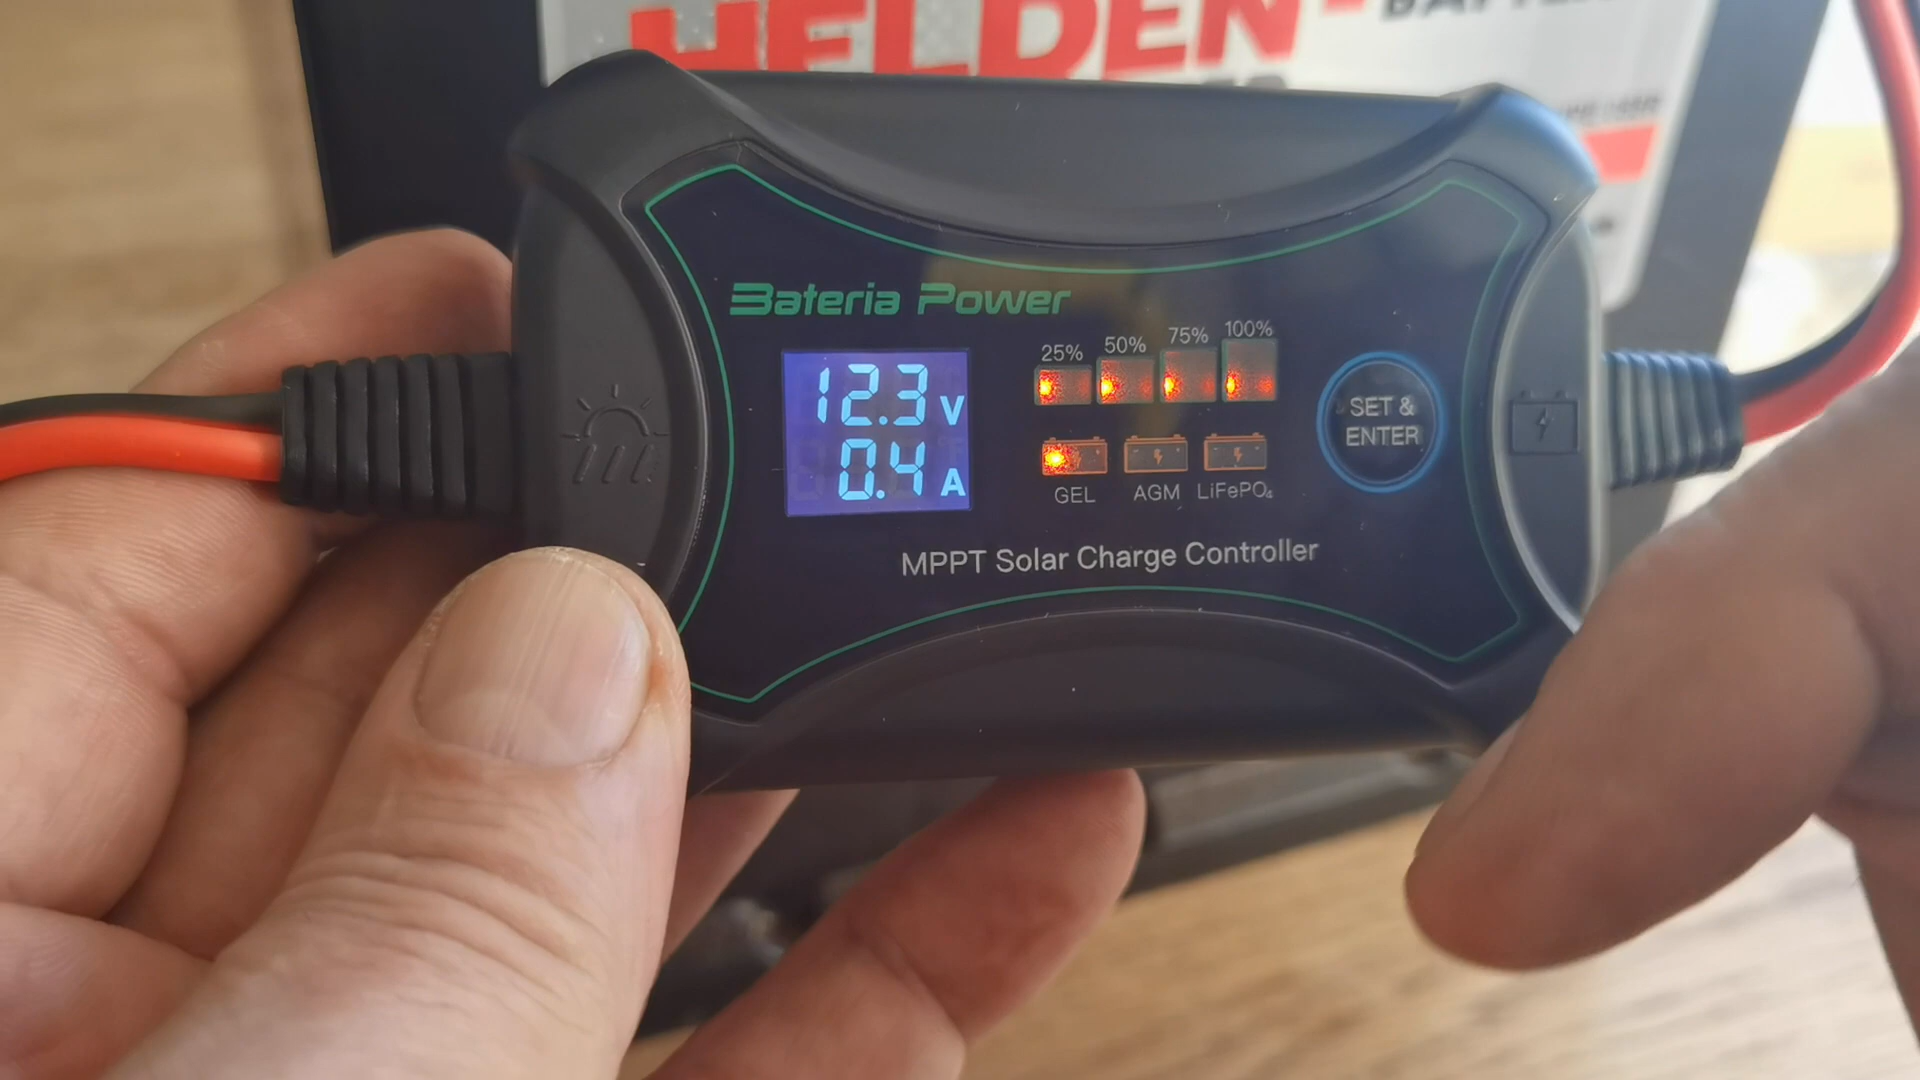 HELDEN
Bateria Power
25% 50% 75% 100%
12.3 V
0.4 A
GEL AGM LiFePO₄
SET &
ENTER
MPPT Solar Charge Controller